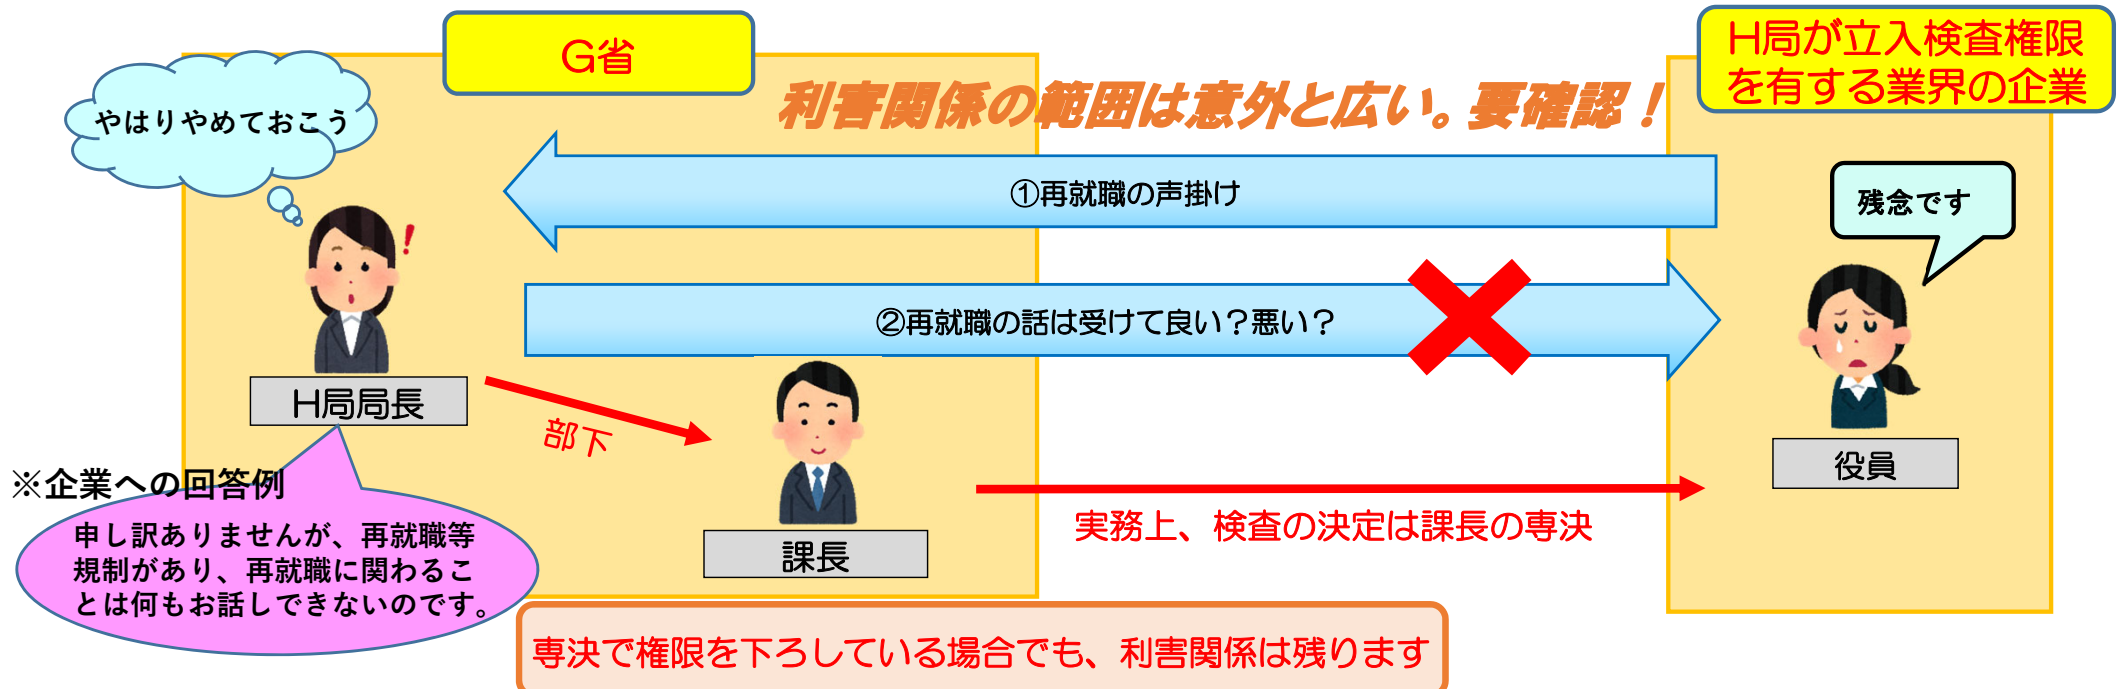 G省
H局が立入検査権限
を有する業界の企業
利害関係の範囲は意外と広い。要確認！
やはりやめておこう
①再就職の声掛け
残念です
②再就職の話は受けて良い？悪い？
H局局長
部下
課長
役員
実務上、検査の決定は課長の専決
※企業への回答例
申し訳ありませんが、再就職等
規制があり、再就職に関わるこ
とは何もお話しできないのです。
専決で権限を下ろしている場合でも、利害関係は残ります